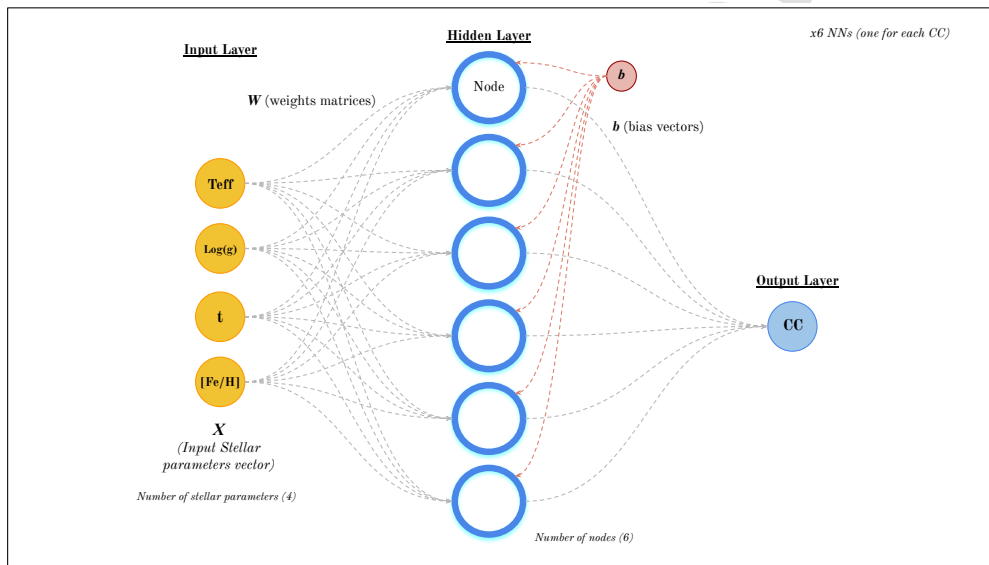 x6 NNs (one for each CC)
Input Layer
Hidden Layer
b
Node
W (weights matrices)
b (bias vectors)
Teff
Log(g)
t
[Fe/H]
Output Layer
CC
X
(Input Stellar
parameters vector)
Number of stellar parameters (4)
Number of nodes (6)